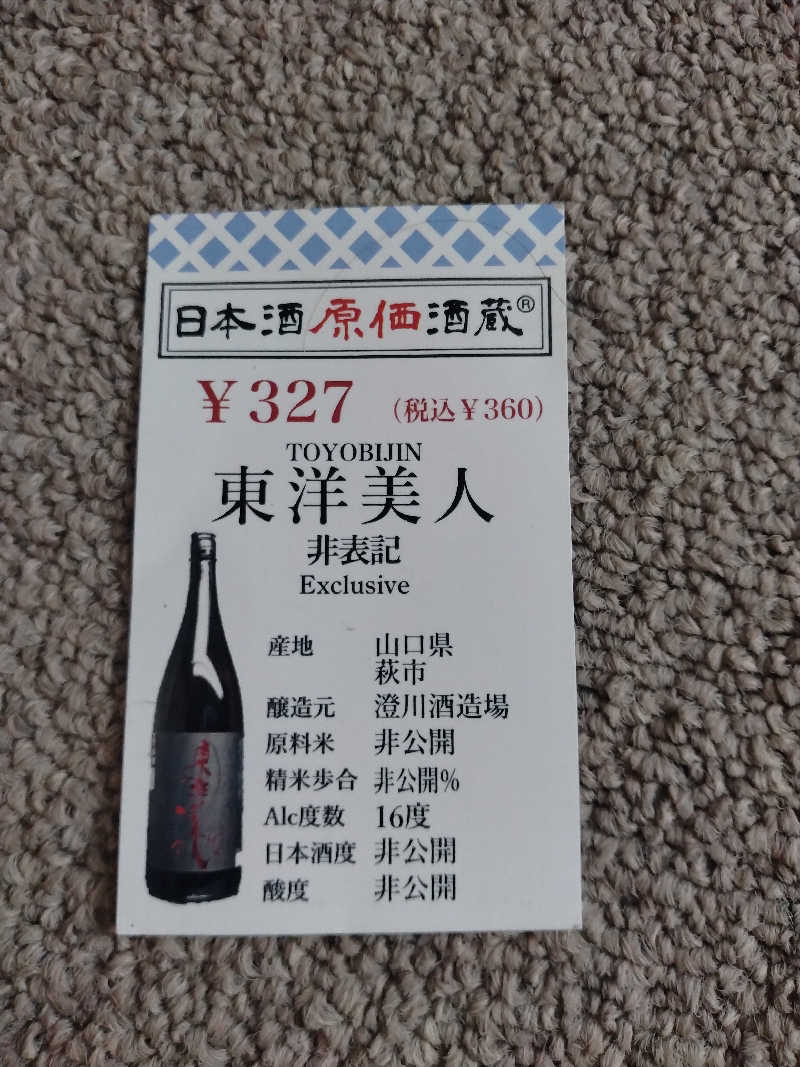 日本酒原価酒蔵®
￥327 (税込￥360)
TOYOBIJIN
東洋美人
非表記
Exclusive
産地 山口県
萩市
醸造元 澄川酒造場
原料米 非公開
精米歩合 非公開%
Alc度数 16度
日本酒度 非公開
酸度 非公開